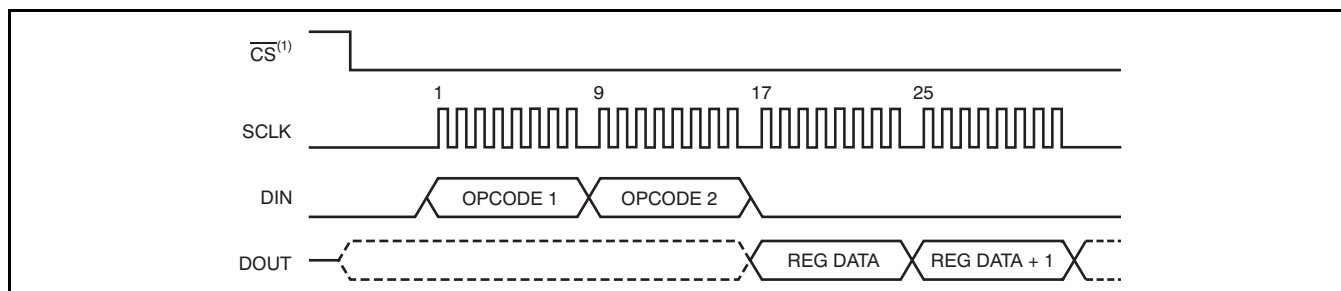 CS(1)
1 9 17 25
SCLK
DIN OPCODE 1 OPCODE 2
DOUT REG DATA REG DATA + 1